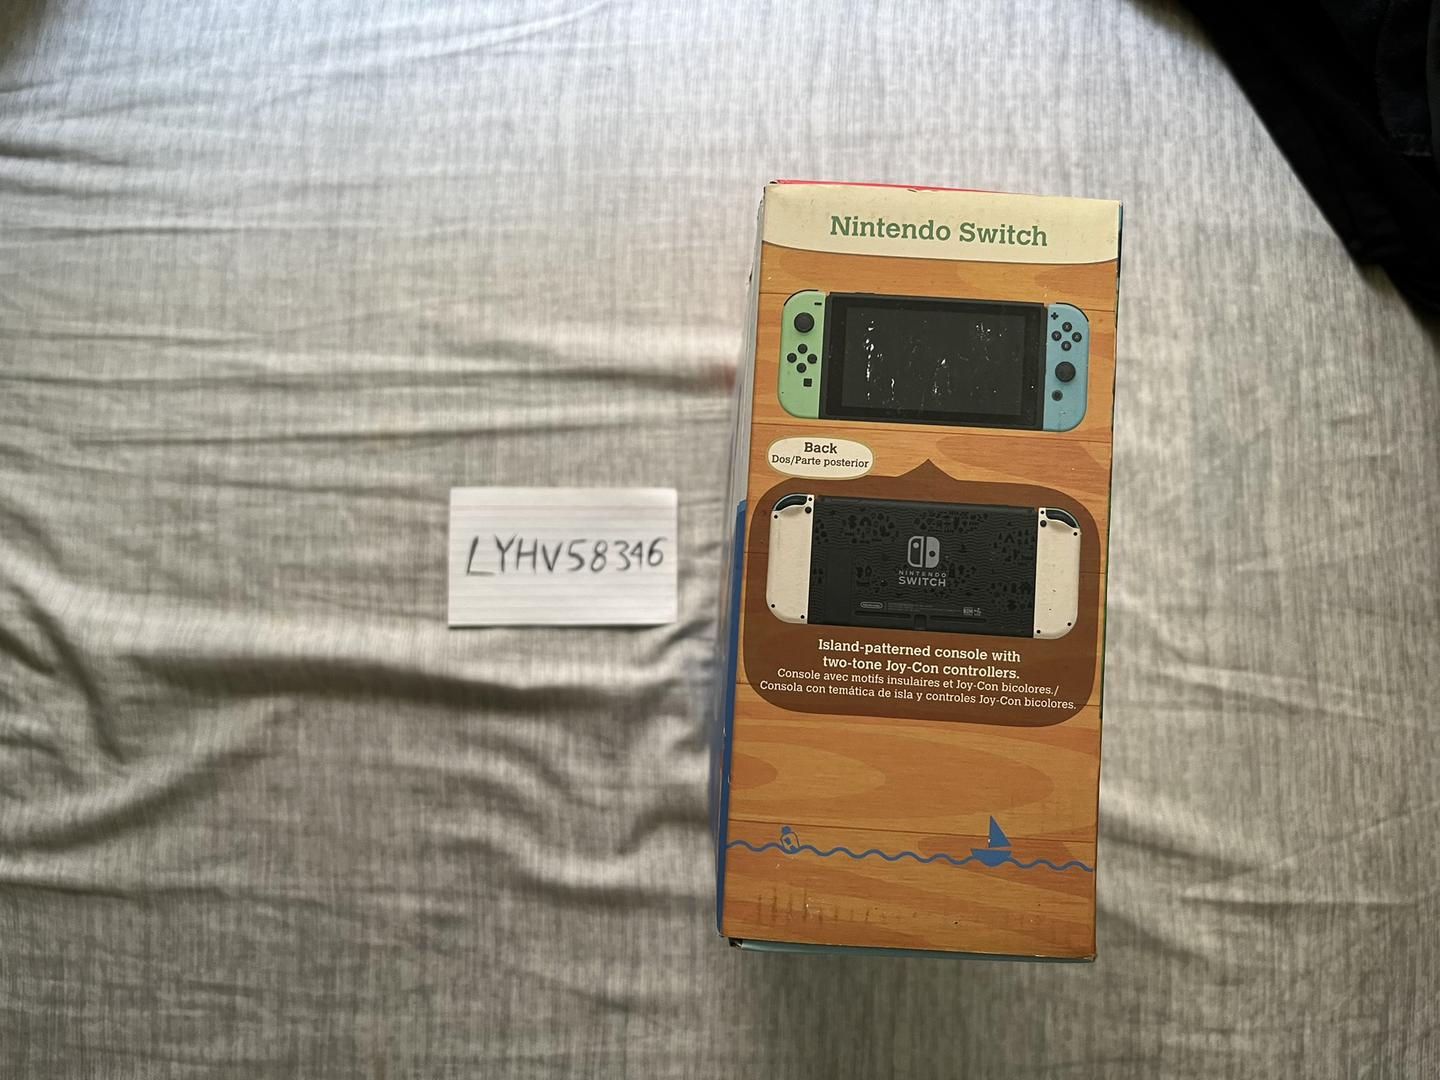 LYHV58346
Nintendo Switch
Back
Dos/Parte posterior
NINTENDO
SWITCH
Island-patterned console with
two-tone Joy-Con controllers.
Console avec motifs insulaires et Joy-Con bicolores./
Consola con temática de isla y controles Joy-Con bicolores.